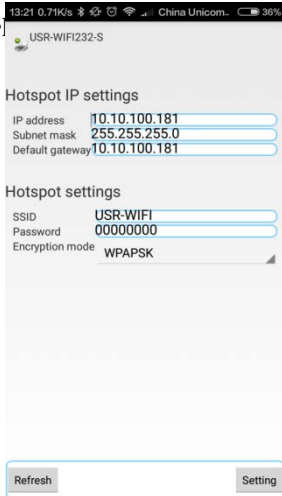 13:21 0.71K/s China Unicom.. 36%
USR-WIFI232-S
Hotspot IP settings
IP address 10.10.100.181
Subnet mask 255.255.255.0
Default gateway 10.10.100.181
Hotspot settings
SSID USR-WIFI
Password 00000000
Encryption mode WPAPSK
Refresh Setting